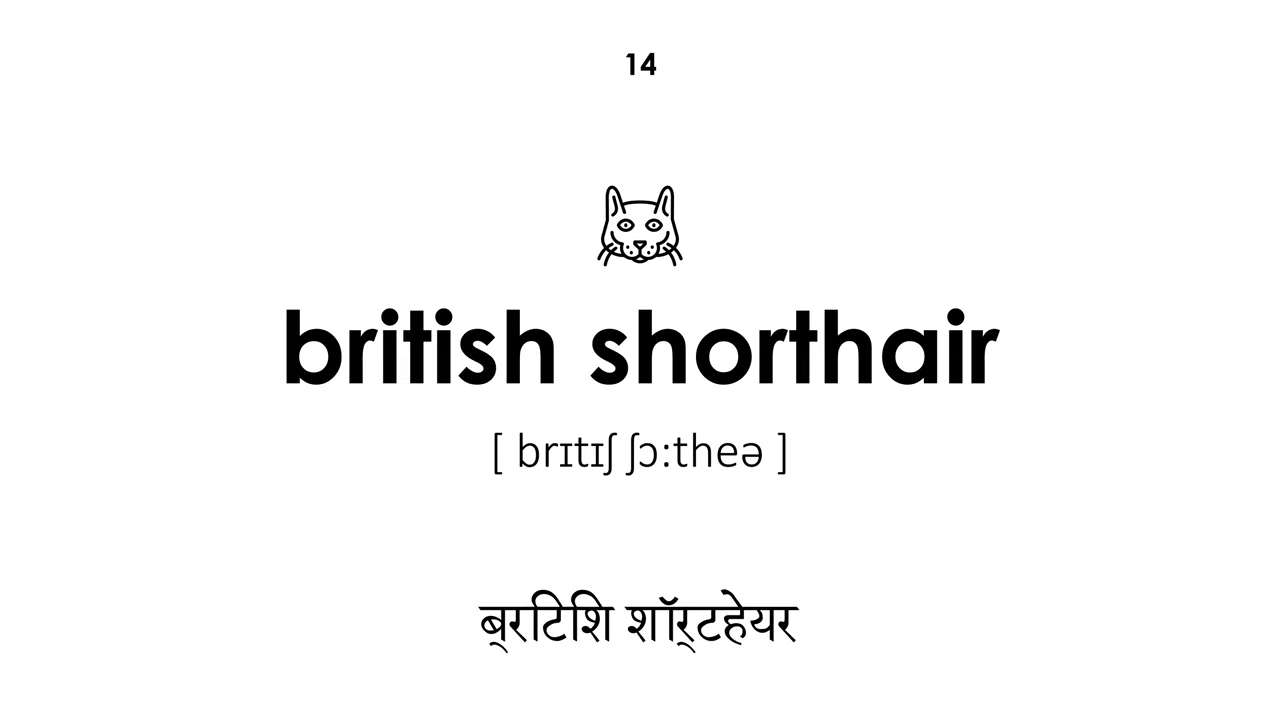 14
british shorthair
[ brɪtɪʃ ʃɔ:theə ]
ब्रिटिश शॉर्टहेयर